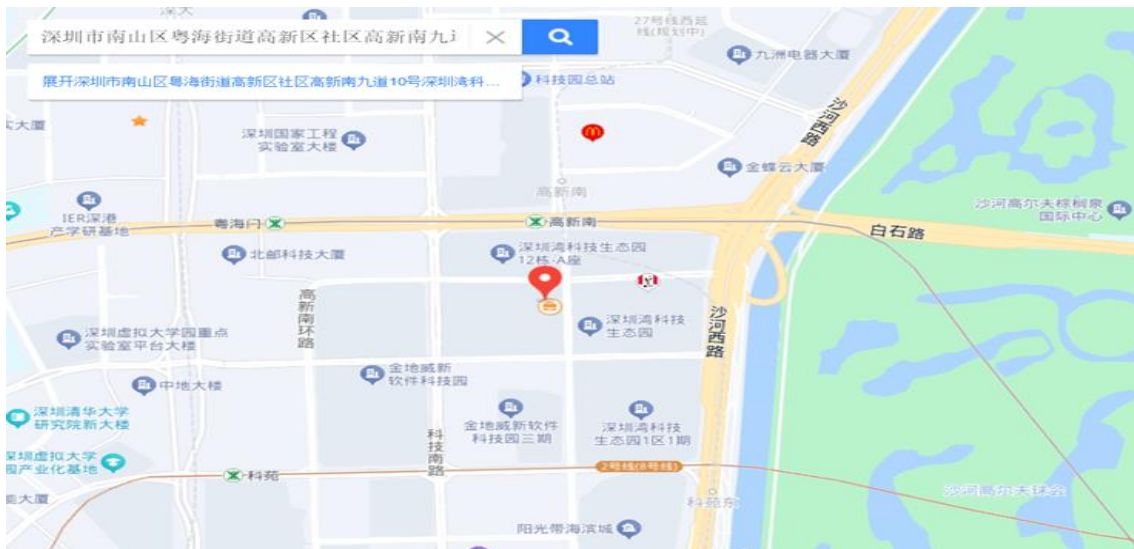 深大
深圳市南山区粤海街道高新区社区高新南九道
展开深圳市南山区粤海街道高新区社区高新南九道10号深圳湾科...
27号线西延
线(规划中)
九洲电器大厦
科技园总站
沙河西路
大厦
深圳国家工程
实验室大楼
金蝶云大厦
高新南
IER深港
产学研基地
粤海门
高新南
沙河高尔夫棕榈泉
国际中心
白石路
北邮科技大厦
深圳湾科技生态园
12栋-A座
高新南环路
深圳湾科技
生态园
沙河西路
深圳虚拟大学园重点
实验室平台大楼
金地威新
软件科技园
中地大楼
深圳清华大学
研究院新大楼
金地威新软件
科技园三期
深圳湾科技
生态园1区1期
科技南路
深圳虚拟大学
园产业化基地
科苑
2号线(8号线)
沙河高尔夫球会
能大厦
科苑东
阳光带海滨城